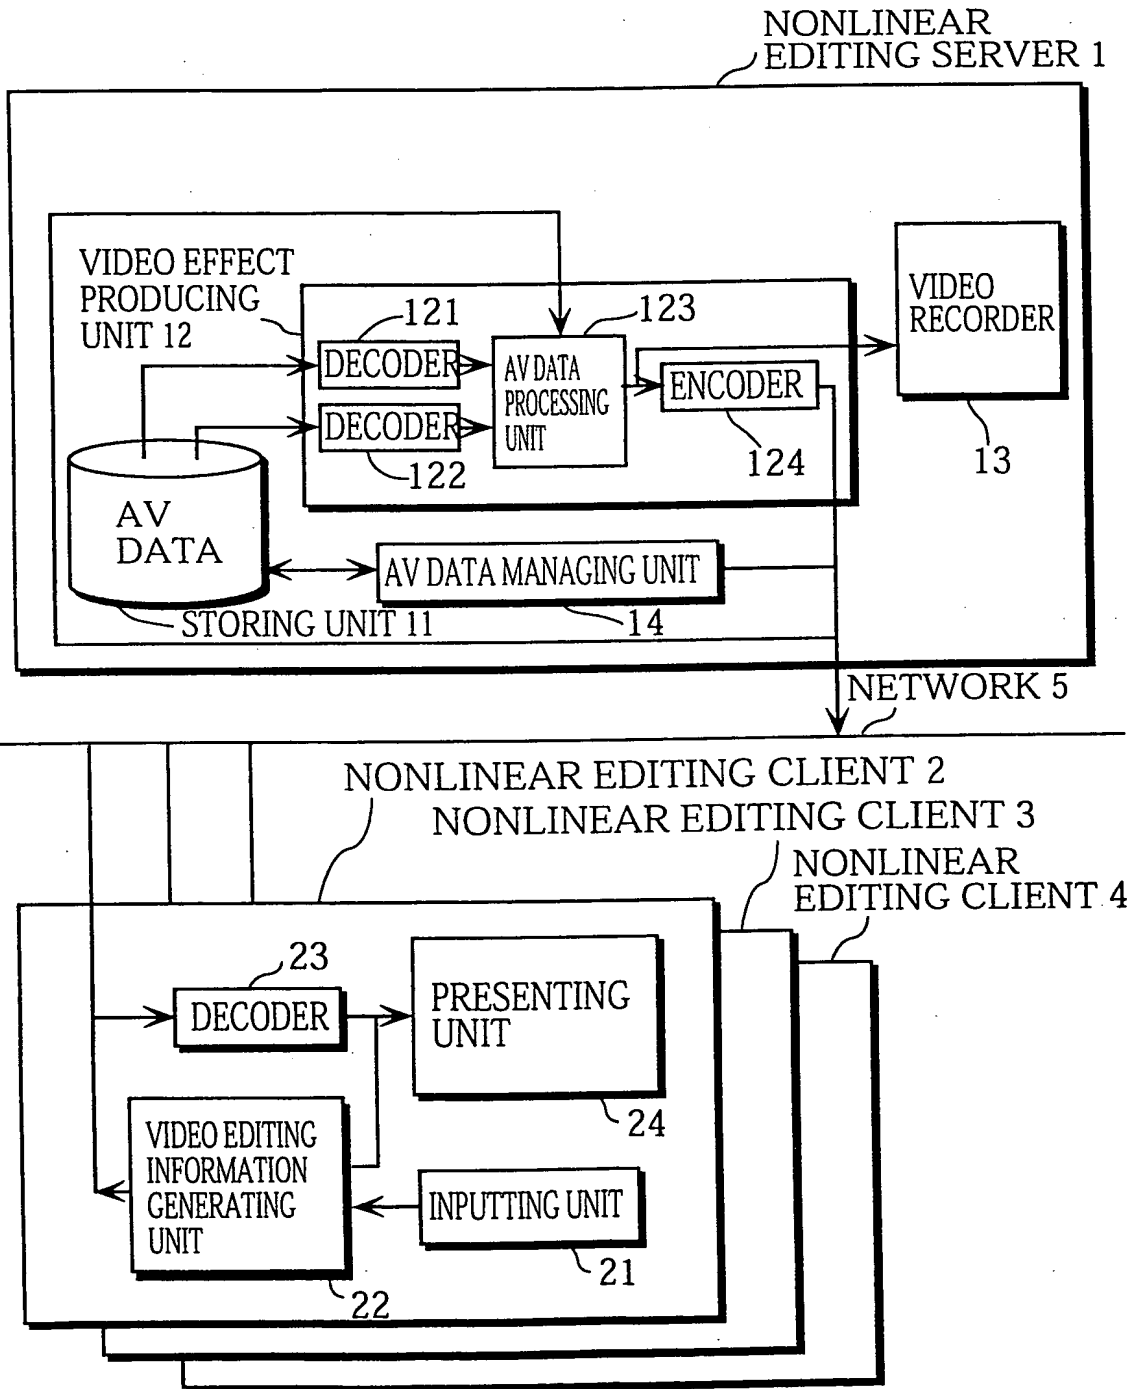 NONLINEAR
EDITING SERVER 1
VIDEO EFFECT
PRODUCING
UNIT 12
121
DECODER
DECODER
122
123
AV DATA
PROCESSING
UNIT
ENCODER
124
VIDEO
RECORDER
13
AV
DATA
STORING UNIT 11
AV DATA MANAGING UNIT
14
NETWORK 5
NONLINEAR EDITING CLIENT 2
NONLINEAR EDITING CLIENT 3
NONLINEAR
EDITING CLIENT 4
23
DECODER
PRESENTING
UNIT
24
VIDEO EDITING
INFORMATION
GENERATING
UNIT
22
INPUTTING UNIT
21